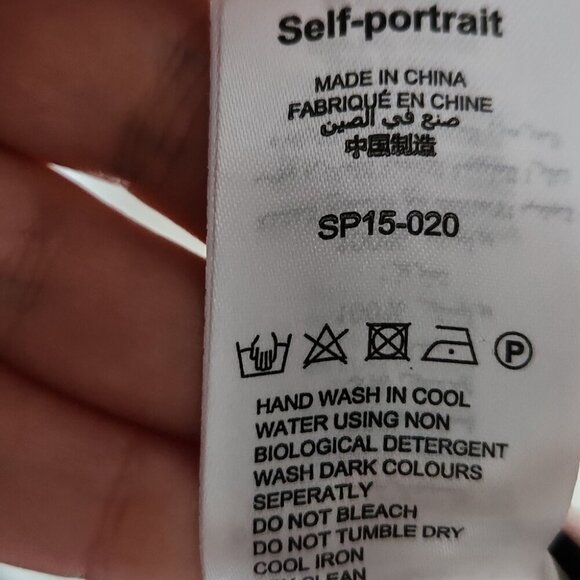 Self-portrait
MADE IN CHINA
FABRIQUÉ EN CHINE
صنع في الصين
中国制造
SP15-020
P
HAND WASH IN COOL
WATER USING NON
BIOLOGICAL DETERGENT
WASH DARK COLOURS
SEPERATLY
DO NOT BLEACH
DO NOT TUMBLE DRY
COOL IRON
CLEAN